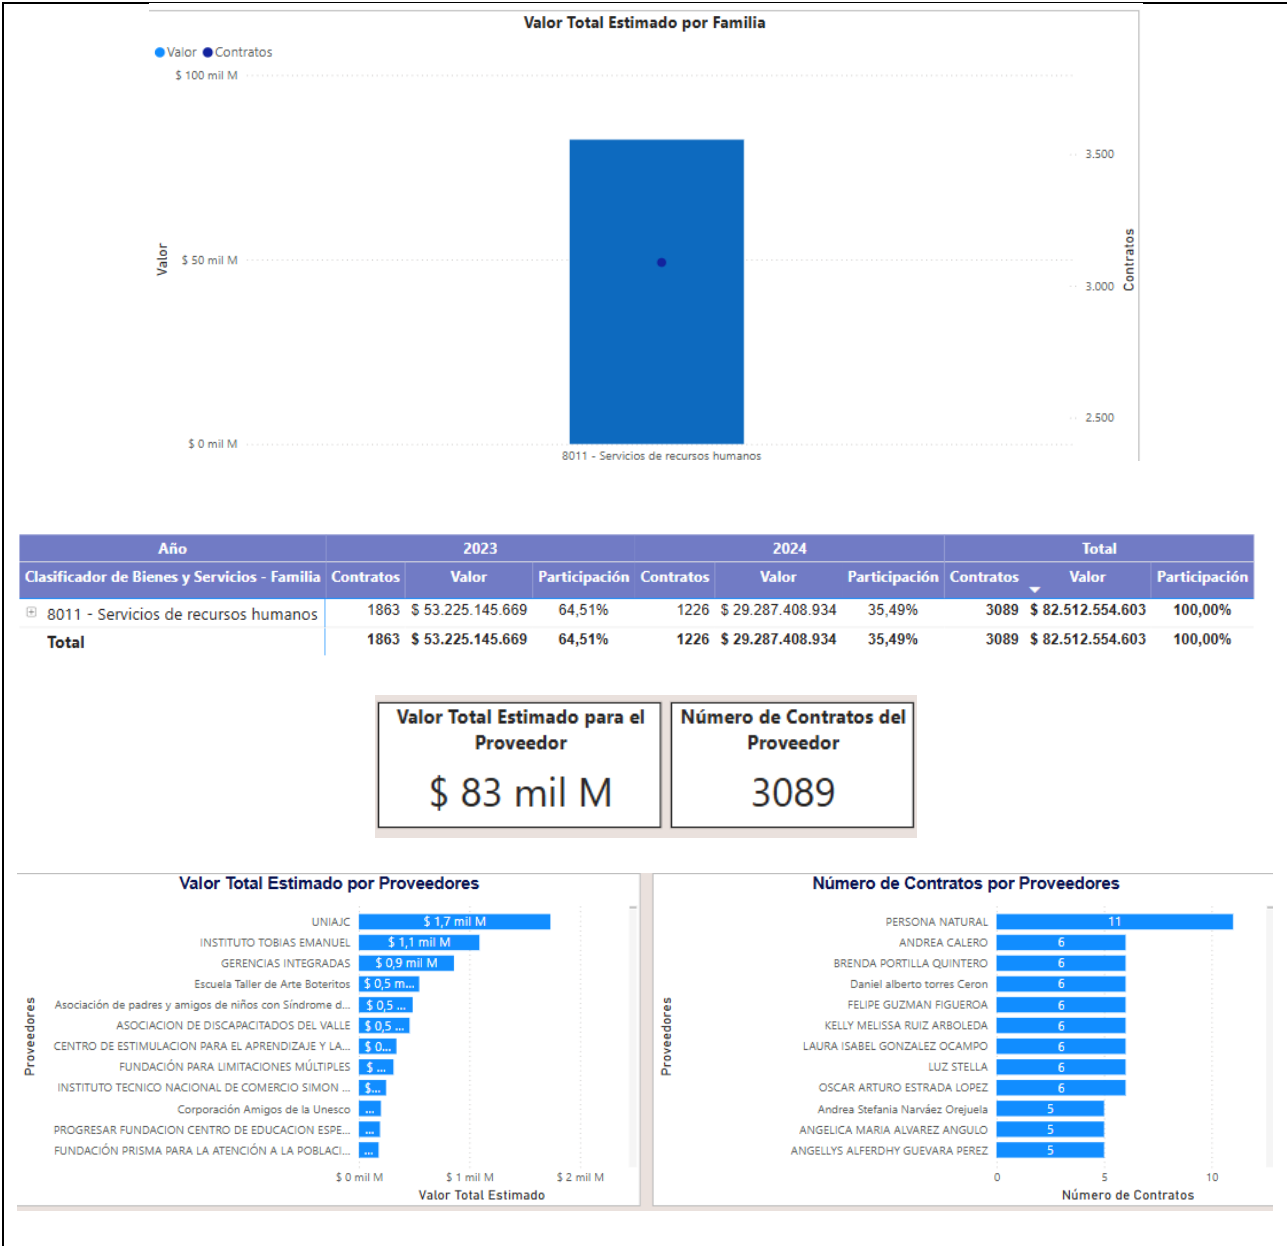 Valor Total Estimado por Familia
Valor Contratos
$ 100 mil M
3.500
Valor
$ 50 mil M
3.000
Contratos
2.500
$ 0 mil M
8011 - Servicios de recursos humanos
Año 2023 2024 Total
Clasificador de Bienes y Servicios - Familia Contratos Valor Participación Contratos Valor Participación Contratos Valor Participación
8011 - Servicios de recursos humanos 1863 $ 53.225.145.669 64,51% 1226 $ 29.287.408.934 35,49% 3089 $ 82.512.554.603 100,00%
Total 1863 $ 53.225.145.669 64,51% 1226 $ 29.287.408.934 35,49% 3089 $ 82.512.554.603 100,00%
Valor Total Estimado para el
Proveedor
$ 83 mil M
Número de Contratos del
Proveedor
3089
Valor Total Estimado por Proveedores
Proveedores
UNIAJC $ 1,7 mil M
INSTITUTO TOBIAS EMANUEL $ 1,1 mil M
GERENCIAS INTEGRADAS $ 0,9 mil M
Escuela Taller de Arte Boteritos $ 0,5 m...
Asociación de padres y amigos de niños con Síndrome d... $ 0,5 ...
ASOCIACION DE DISCAPACITADOS DEL VALLE $ 0,5 ...
CENTRO DE ESTIMULACION PARA EL APRENDIZAJE Y LA... $ 0...
FUNDACIÓN PARA LIMITACIONES MÚLTIPLES $ ...
INSTITUTO TECNICO NACIONAL DE COMERCIO SIMON ... $...
Corporación Amigos de la Unesco ...
PROGRESAR FUNDACION CENTRO DE EDUCACION ESPE... ...
FUNDACIÓN PRISMA PARA LA ATENCIÓN A LA POBLACI... ...
$ 0 mil M $ 1 mil M $ 2 mil M
Valor Total Estimado
Número de Contratos por Proveedores
Proveedores
PERSONA NATURAL 11
ANDREA CALERO 6
BRENDA PORTILLA QUINTERO 6
Daniel alberto torres Ceron 6
FELIPE GUZMAN FIGUEROA 6
KELLY MELISSA RUIZ ARBOLEDA 6
LAURA ISABEL GONZALEZ OCAMPO 6
LUZ STELLA 6
OSCAR ARTURO ESTRADA LOPEZ 6
Andrea Stefania Narváez Orejuela 5
ANGELICA MARIA ALVAREZ ANGULO 5
ANGELLYS ALFERDHY GUEVARA PEREZ 5
0 5 10
Número de Contratos